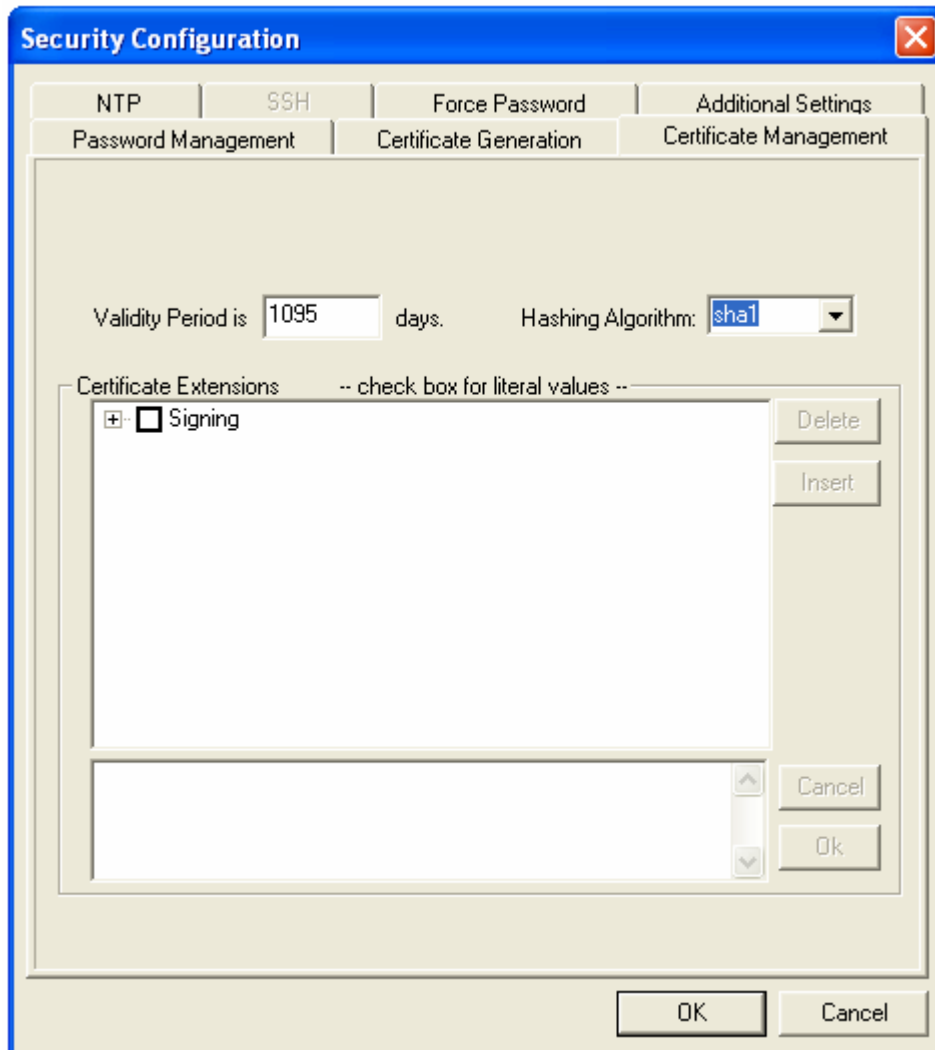 Security Configuration
NTP SSH Force Password Additional Settings
Password Management Certificate Generation Certificate Management
Validity Period is 1095 days. Hashing Algorithm: sha1
Certificate Extensions -- check box for literal values --
Signing Delete
Insert
Cancel
Ok
OK Cancel